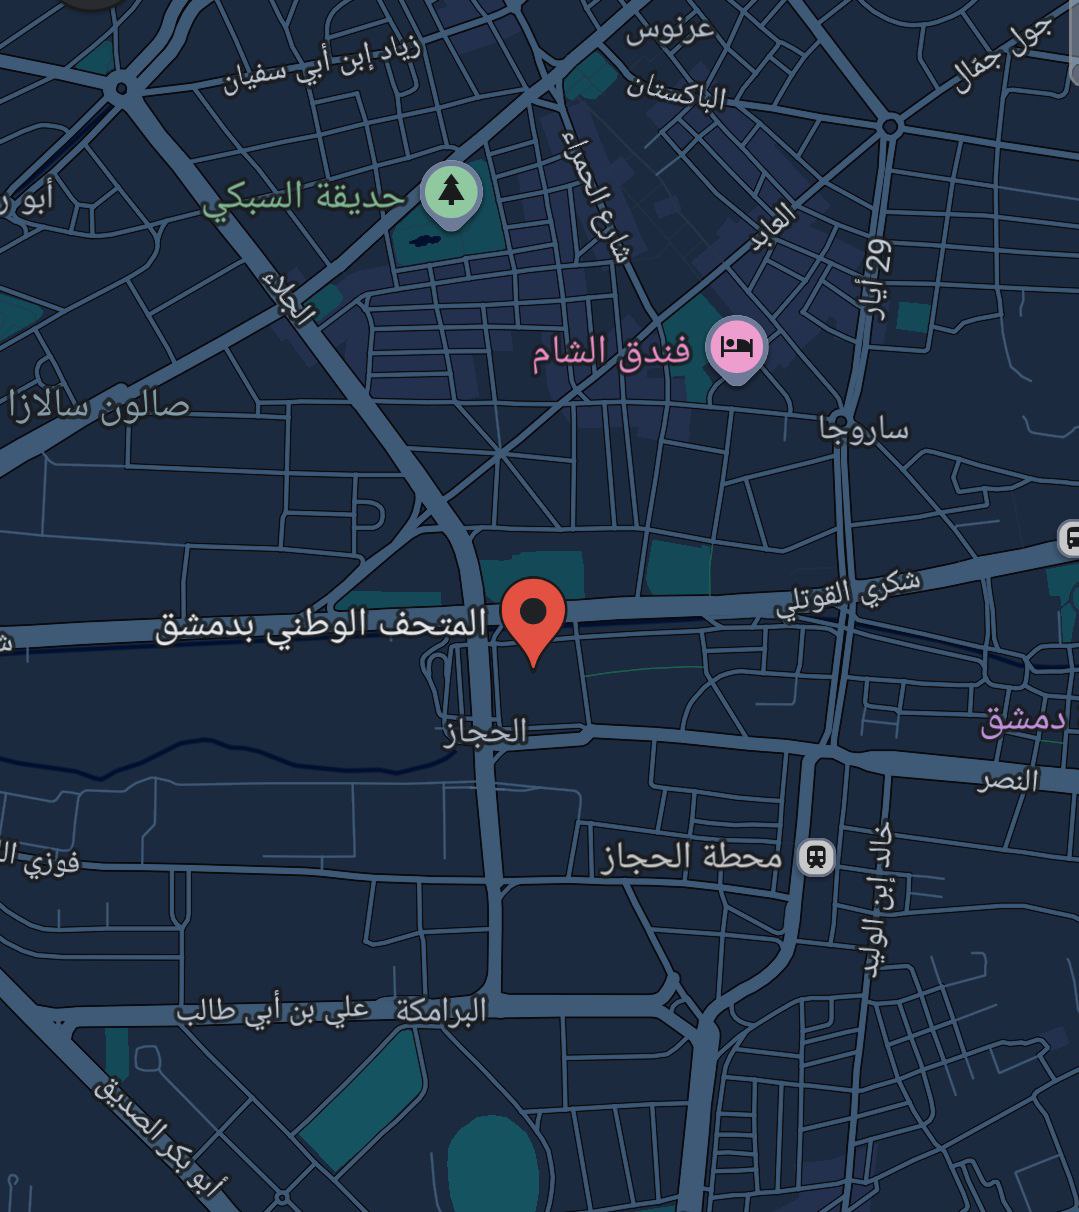 عرنوس
جول جمّال
زياد إبن أبي سفيان
الباكستان
شارع الحمراء
أبو ر
حديقة السبكي
العابد
29 أيار
الجلاء
فندق الشام
صالون سالازا
ساروجا
شكري القوتلي
المتحف الوطني بدمشق
الحجاز
دمشق
النصر
فوزي
محطة الحجاز
خالد إبن الوليد
علي بن أبي طالب
البرامكة
أبو بكر الصديق